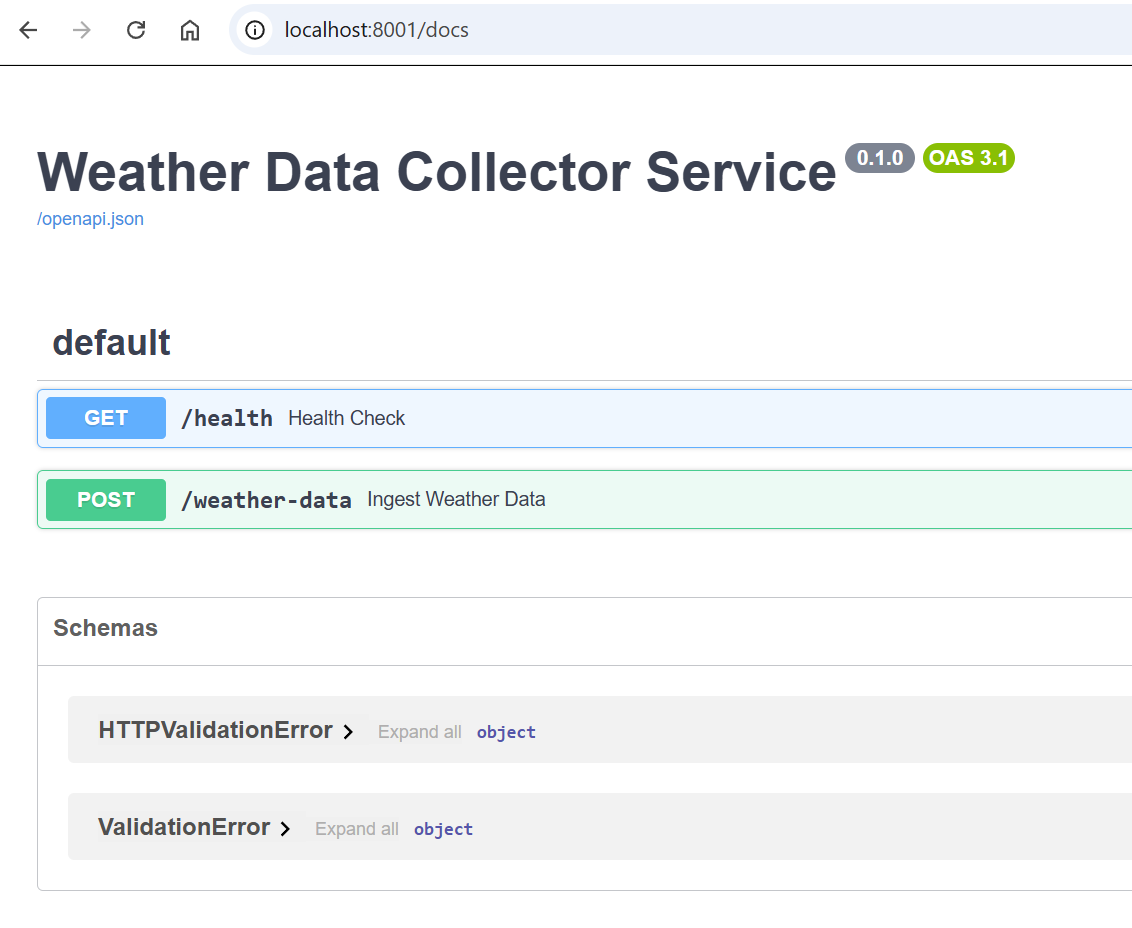 localhost:8001/docs
Weather Data Collector Service 0.1.0 OAS 3.1
/openapi.json
default
GET /health Health Check
POST /weather-data Ingest Weather Data
Schemas
HTTPValidationError Expand all object
ValidationError Expand all object